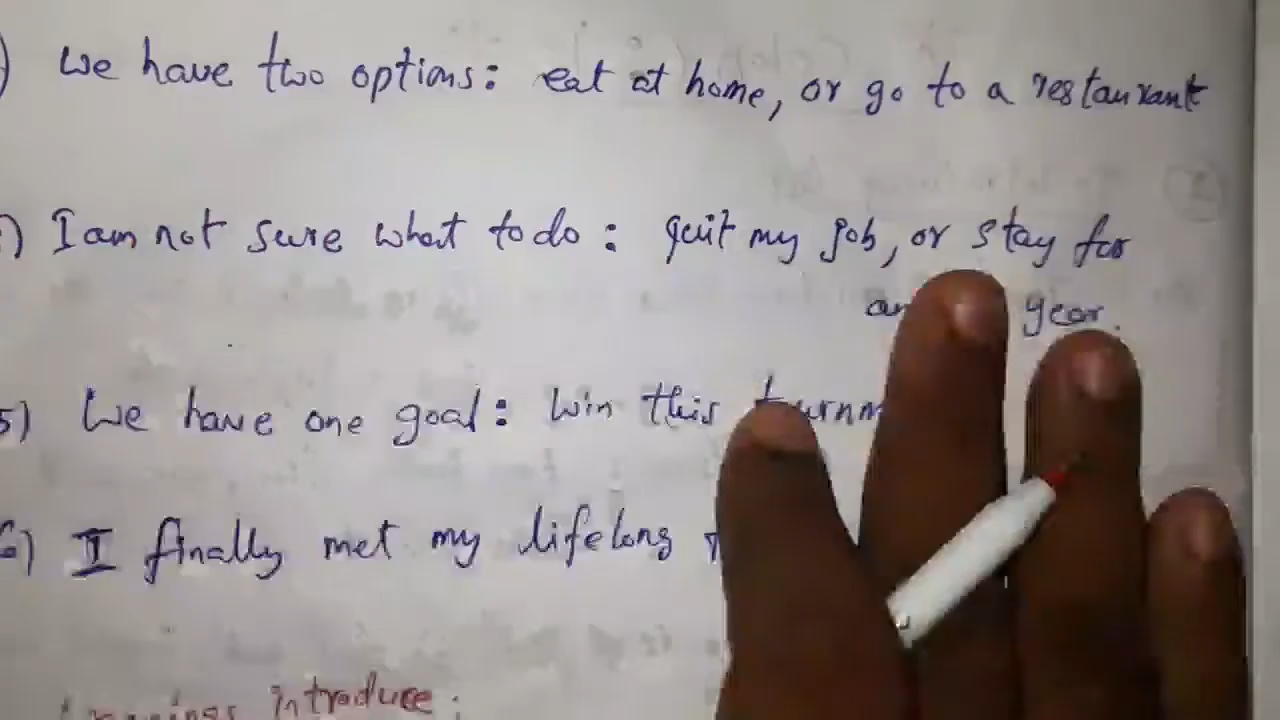 ) We have two options: eat at home, or go to a restaurant
) I am not sure what to do: quit my job, or stay for
year.
5) We have one goal: Win this
6) I finally met my lifelong
introduce: